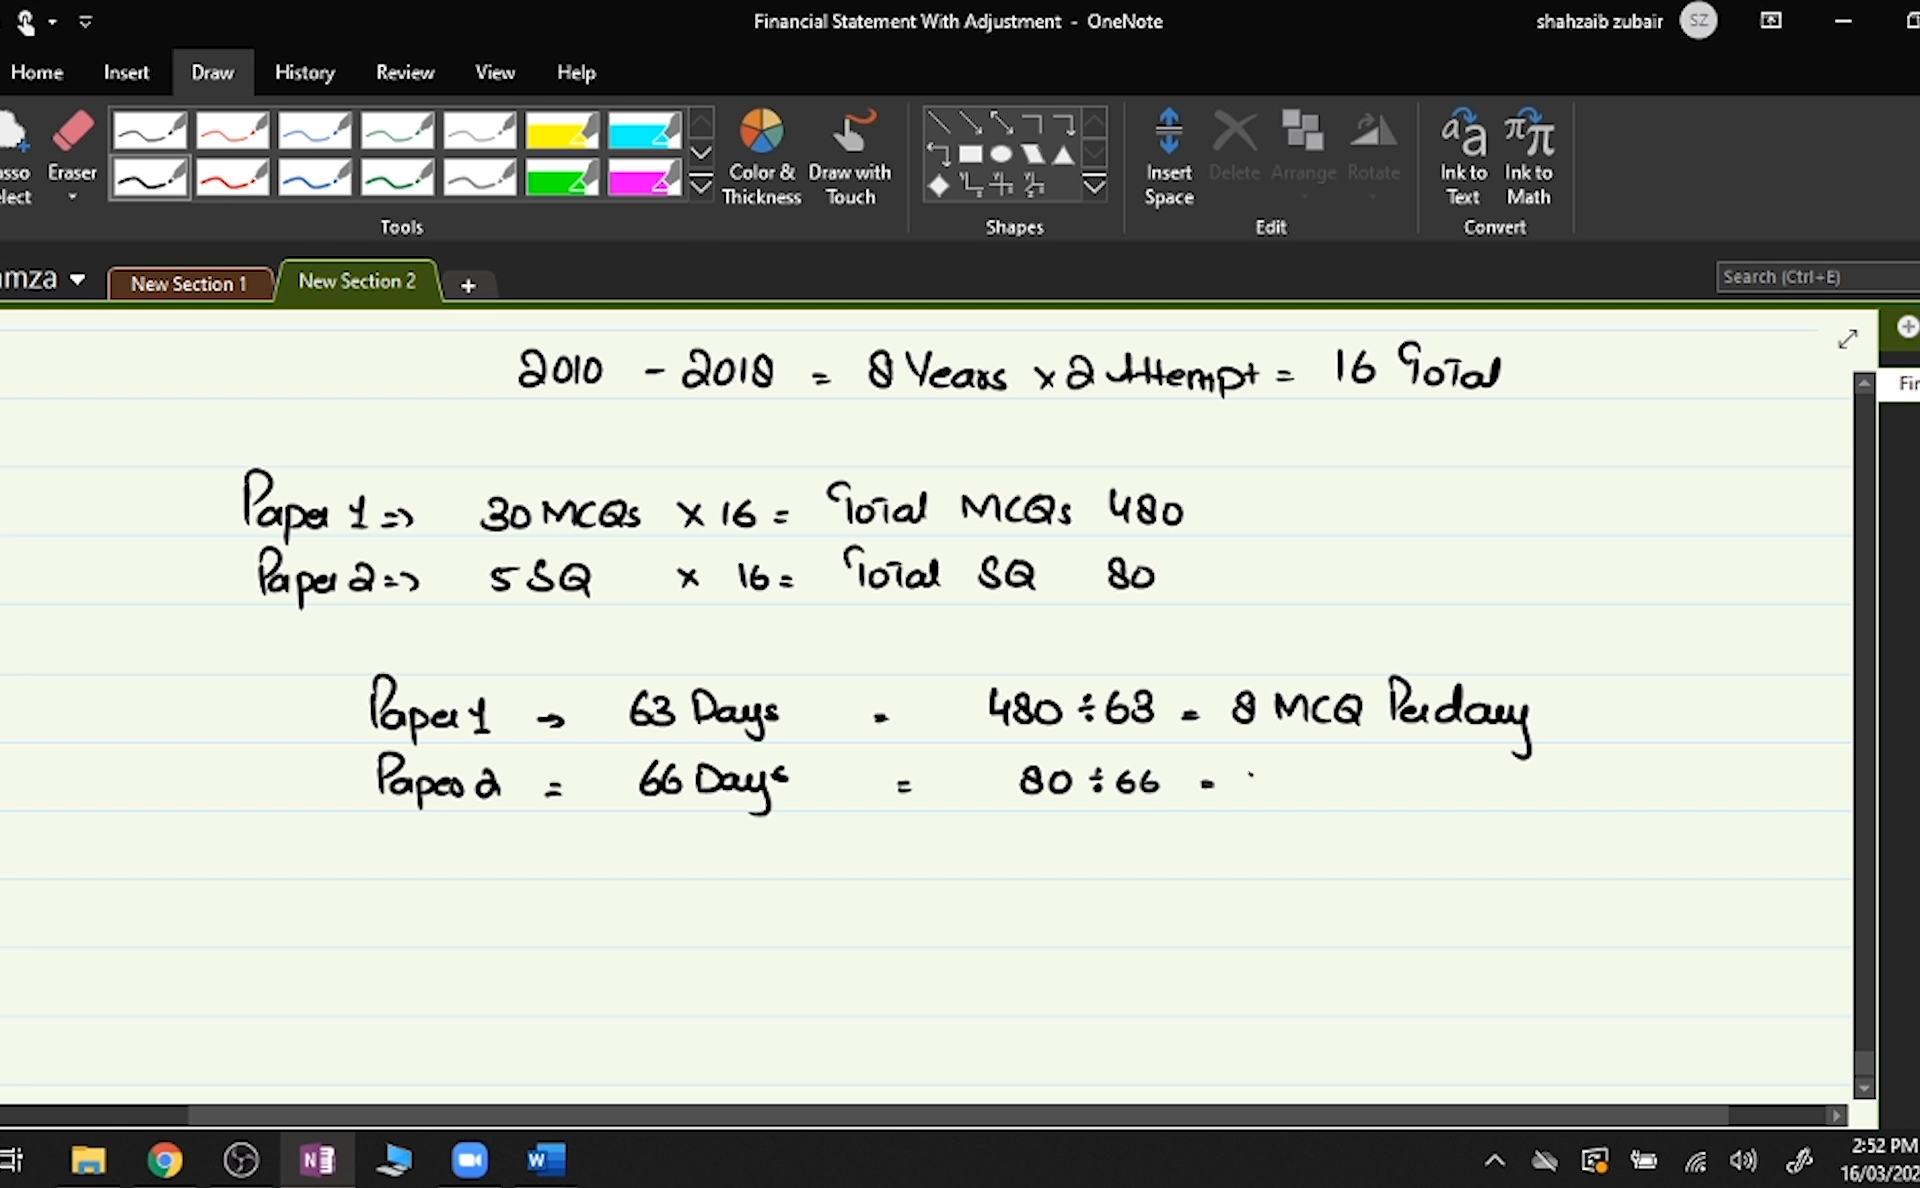 Financial Statement With Adjustment - OneNote
shahzaib zubair SZ
Home Insert Draw History Review View Help
Eraser
Color & Thickness
Draw with Touch
Insert Space
Delete Arrange Rotate
Ink to Text
Ink to Math
Tools Shapes Edit Convert
New Section 1 New Section 2 +
Search (Ctrl+E)
2010 - 2018 = 8 Years × 2 Attempt = 16 Total
Paper 1 => 30 MCQs × 16 = Total MCQs 480
Paper 2 => 5 SQ × 16 = Total SQ 80
Paper 1 → 63 Days = 480 ÷ 63 = 8 MCQ Per day
Paper 2 = 66 Days = 80 ÷ 66 =
2:52 PM